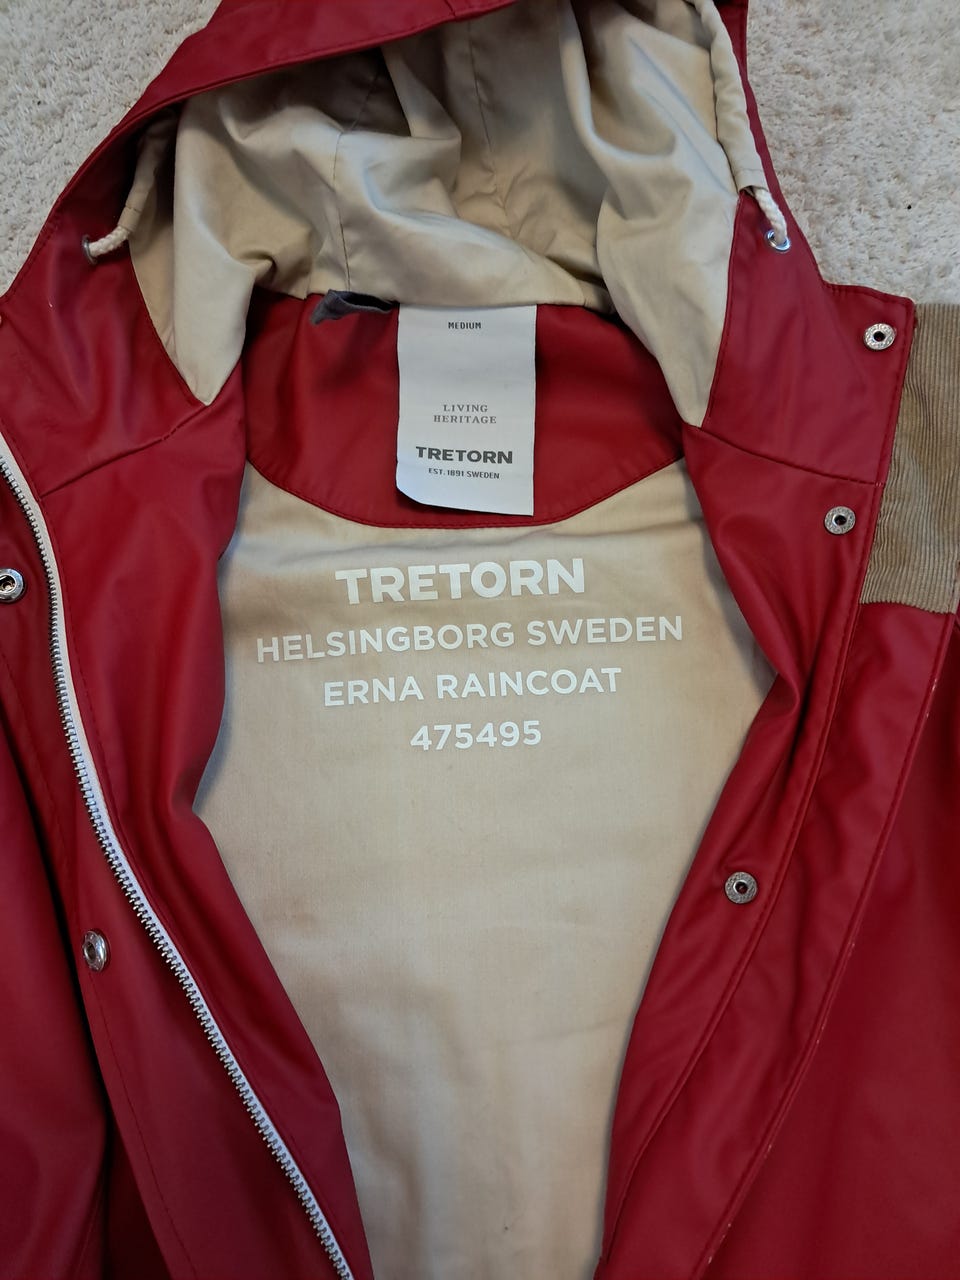 MEDIUM
LIVING
HERITAGE
TRETORN
EST. 1891 SWEDEN
TRETORN
HELSINGBORG SWEDEN
ERNA RAINCOAT
475495